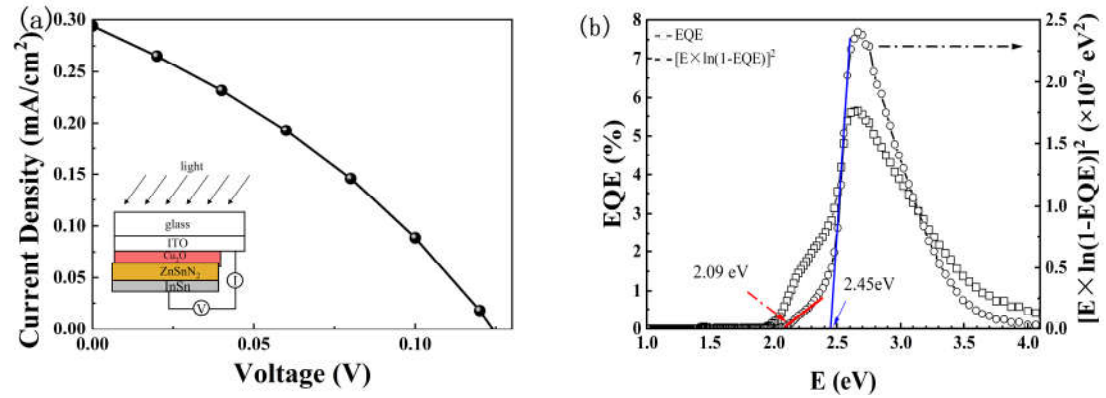 (a)
0.30
0.25
0.20
0.15
0.10
0.05
0.00
Current Density (mA/cm²)
light
glass
ITO
Cu₂O
ZnSnN₂
InSn
V
I
0.00
0.05
0.10
Voltage (V)
(b)
8
7
6
5
4
3
2
1
0
EQE (%)
EQE
[E×ln(1-EQE)]²
2.09 eV
2.45eV
2.5
2.0
1.5
1.0
0.5
0.0
[E×ln(1-EQE)]² (×10⁻² eV²)
1.0
1.5
2.0
2.5
3.0
3.5
4.0
E (eV)